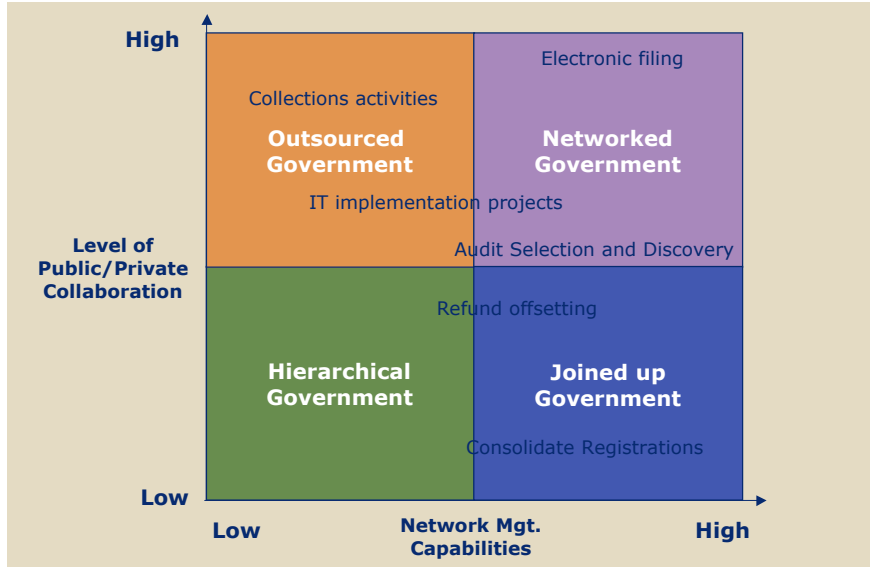 High
Electronic filing
Collections activities
Outsourced
Government
Networked
Government
IT implementation projects
Level of
Public/Private
Collaboration
Audit Selection and Discovery
Refund offsetting
Hierarchical
Government
Joined up
Government
Consolidate Registrations
Low
Low
Network Mgt.
Capabilities
High